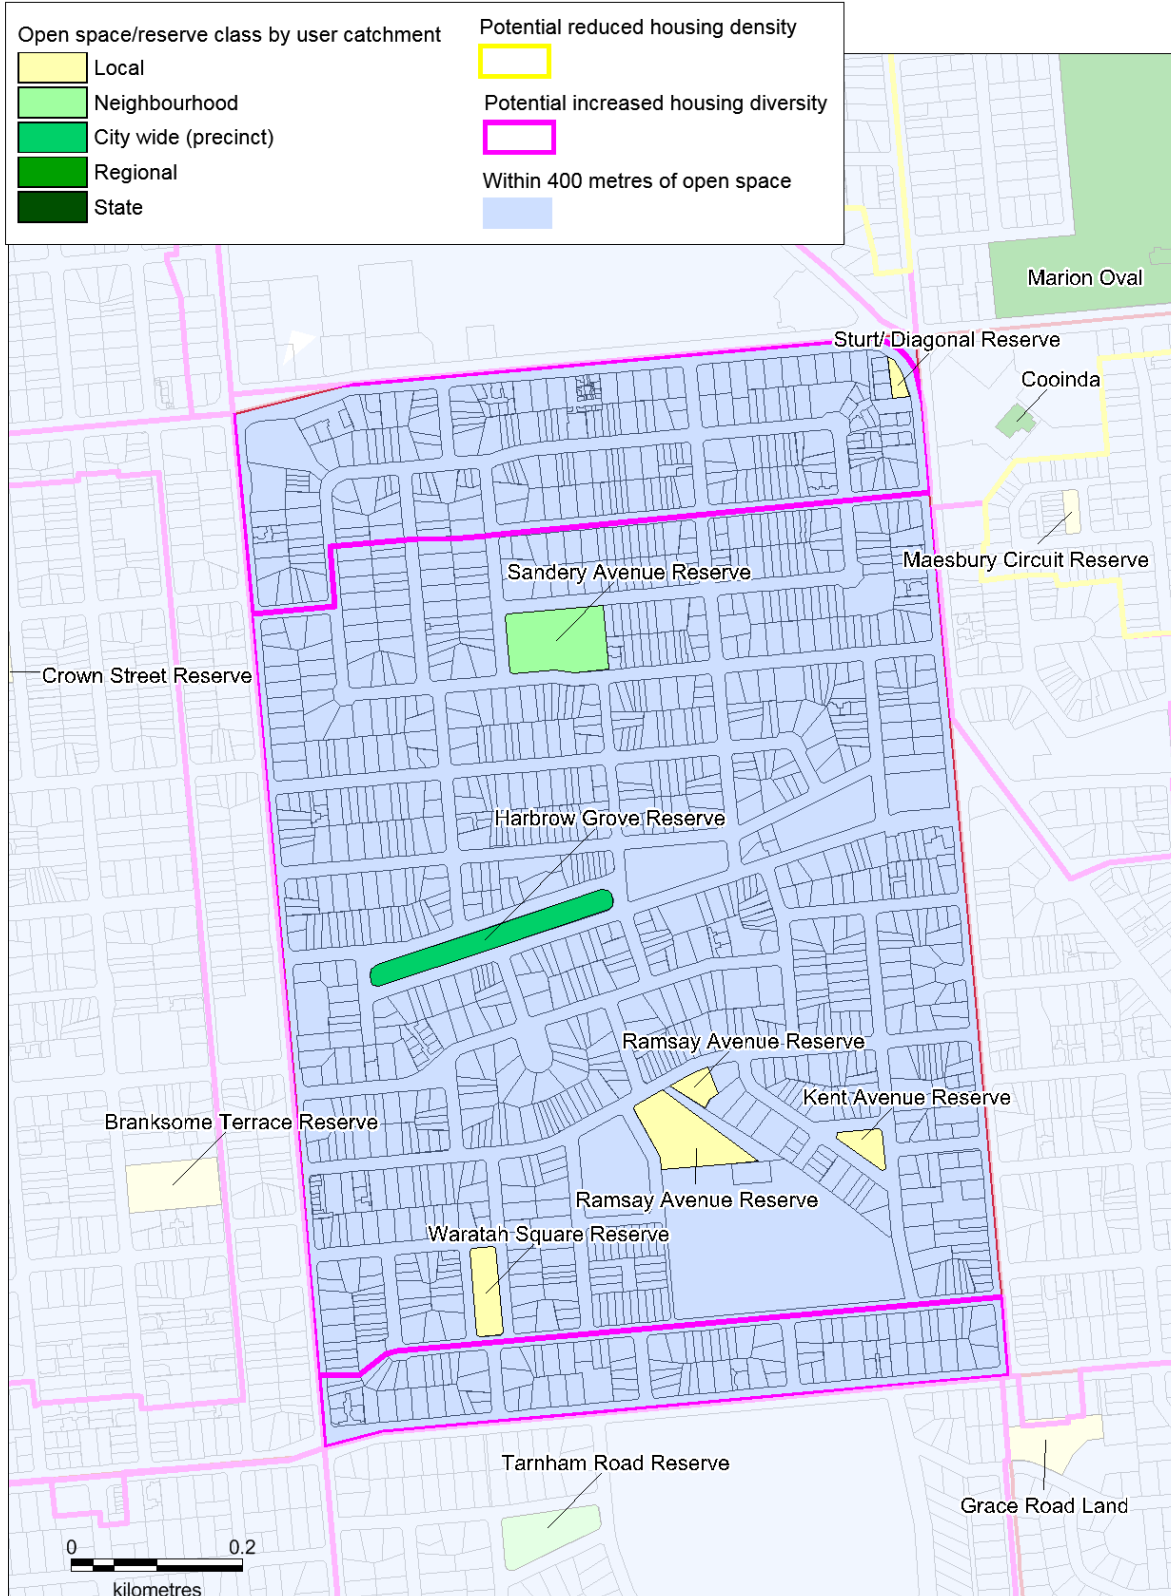 Open space/reserve class by user catchment
Local
Neighbourhood
City wide (precinct)
Regional
State
Potential reduced housing density
Potential increased housing diversity
Within 400 metres of open space
Marion Oval
Sturt/ Diagonal Reserve
Cooinda
Maesbury Circuit Reserve
Sandery Avenue Reserve
Crown Street Reserve
Harbrow Grove Reserve
Ramsay Avenue Reserve
Kent Avenue Reserve
Branksome Terrace Reserve
Ramsay Avenue Reserve
Waratah Square Reserve
Tarnham Road Reserve
Grace Road Land
0 0.2
kilometres